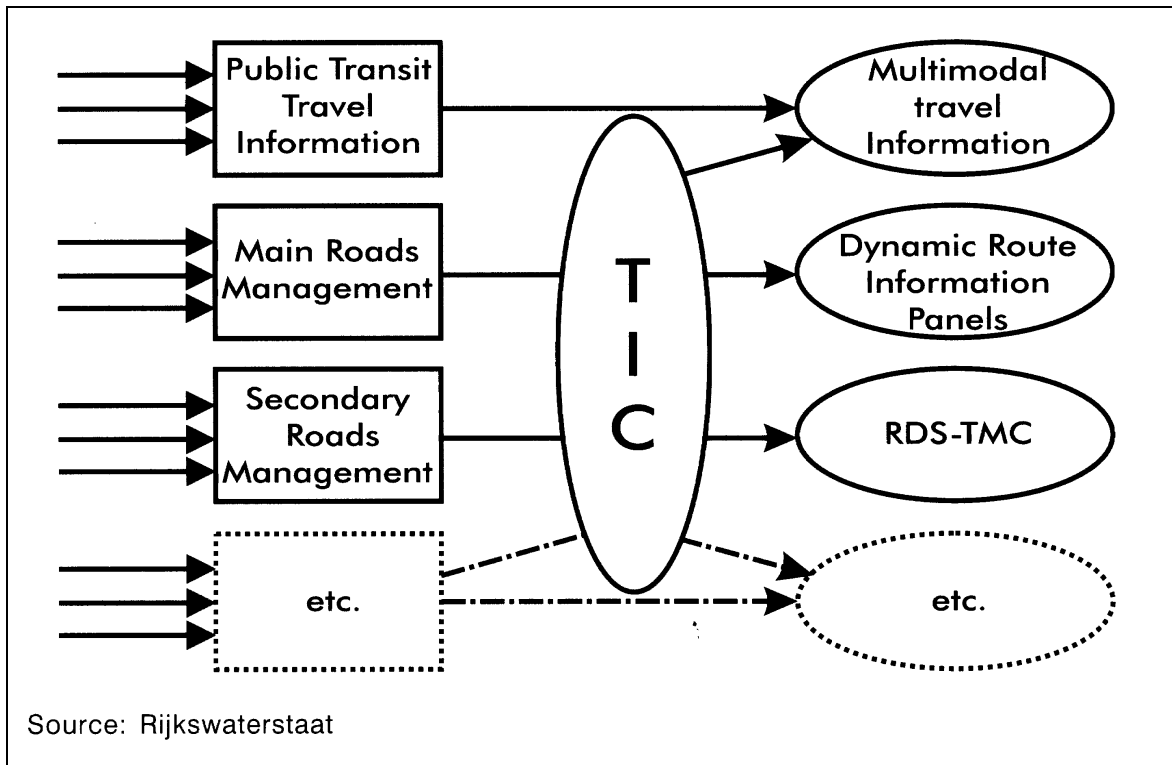 Public Transit
Travel
Information
Multimodal
travel
Information
Main Roads
Management
T
I
C
Dynamic Route
Information
Panels
Secondary
Roads
Management
RDS-TMC
etc.
etc.
Source: Rijkswaterstaat